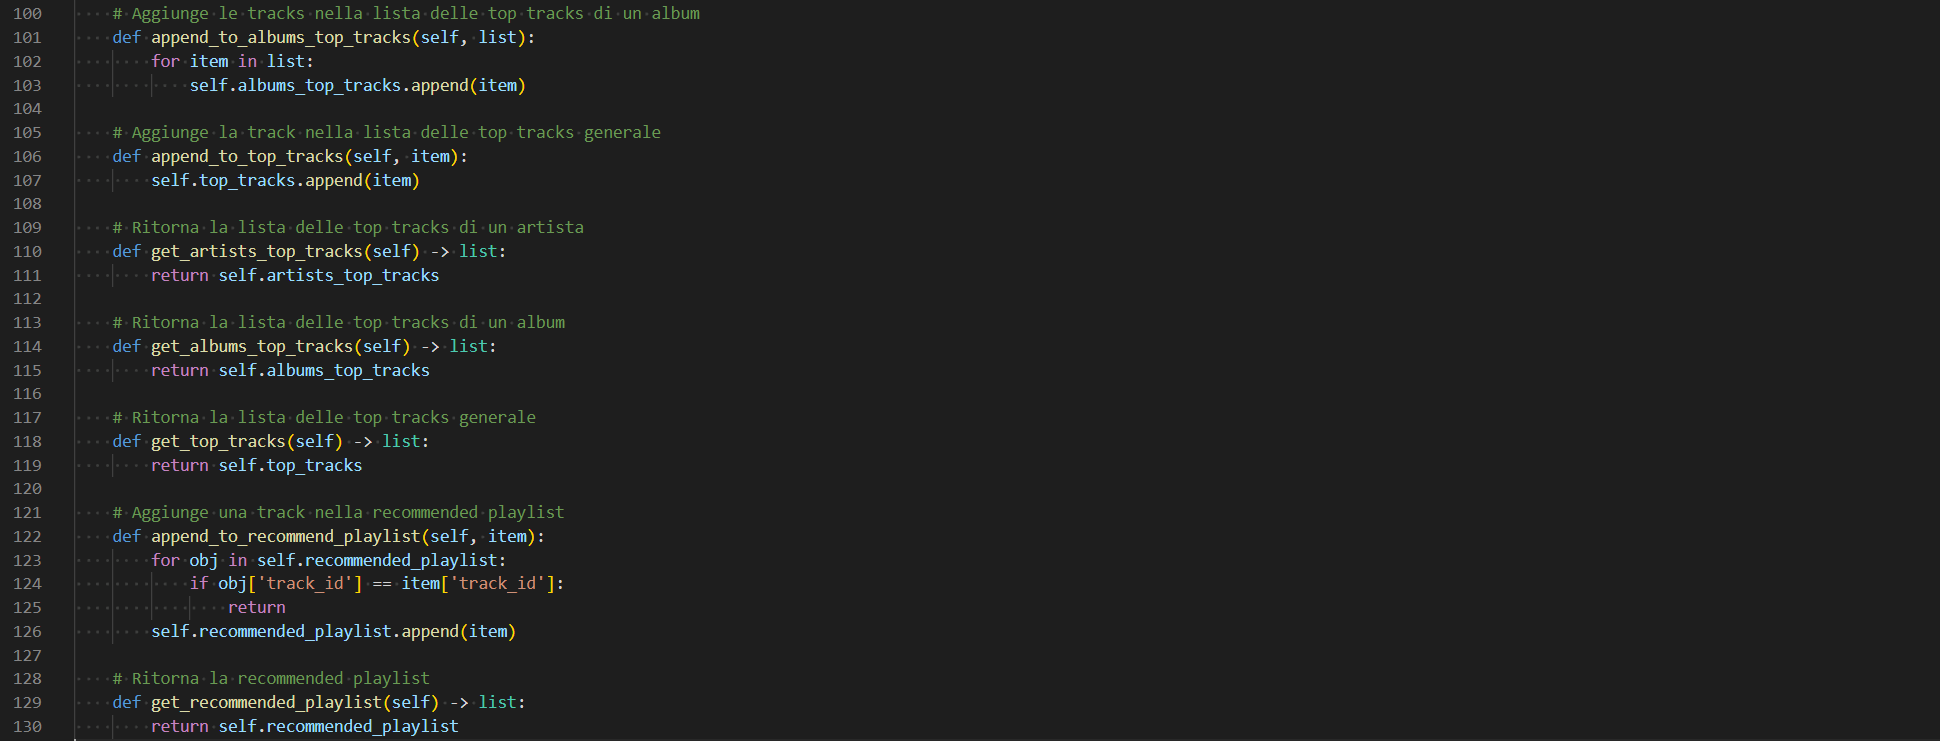 100     # Aggiunge le tracks nella lista delle top tracks di un album
101     def append_to_albums_top_tracks(self, list):
102         for item in list:
103             self.albums_top_tracks.append(item)
104
105     # Aggiunge la track nella lista delle top tracks generale
106     def append_to_top_tracks(self, item):
107         self.top_tracks.append(item)
108
109     # Ritorna la lista delle top tracks di un artista
110     def get_artists_top_tracks(self) -> list:
111         return self.artists_top_tracks
112
113     # Ritorna la lista delle top tracks di un album
114     def get_albums_top_tracks(self) -> list:
115         return self.albums_top_tracks
116
117     # Ritorna la lista delle top tracks generale
118     def get_top_tracks(self) -> list:
119         return self.top_tracks
120
121     # Aggiunge una track nella recommended playlist
122     def append_to_recommend_playlist(self, item):
123         for obj in self.recommended_playlist:
124             if obj['track_id'] == item['track_id']:
125                 return
126         self.recommended_playlist.append(item)
127
128     # Ritorna la recommended playlist
129     def get_recommended_playlist(self) -> list:
130         return self.recommended_playlist